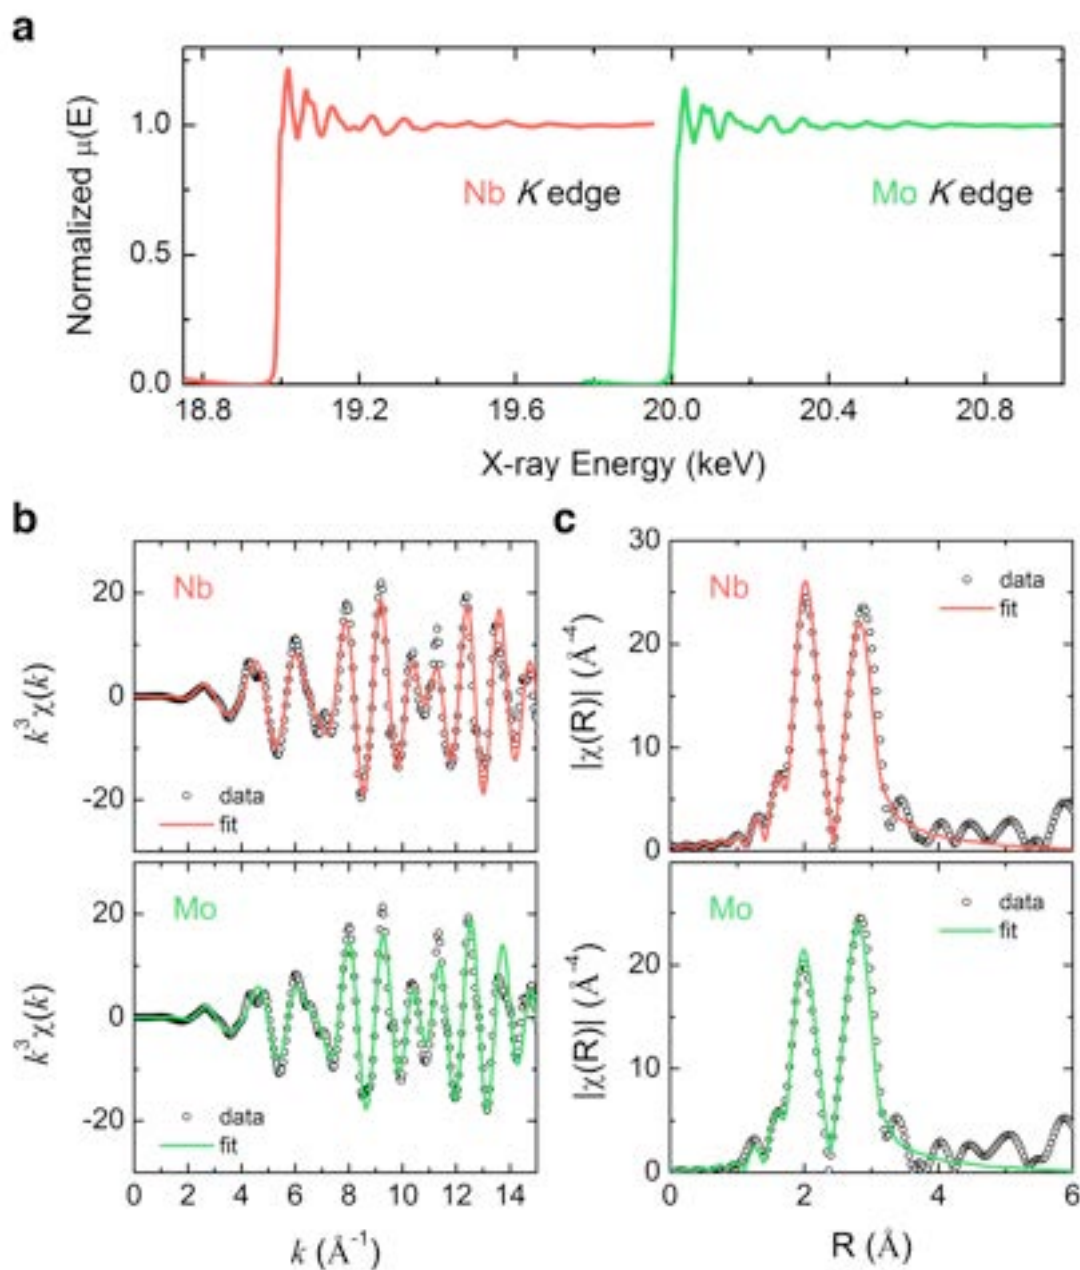 a
Normalized μ(E)
1.0
0.5
0.0
Nb K edge
Mo K edge
18.8 19.2 19.6 20.0 20.4 20.8
X-ray Energy (keV)
b
k³χ(k)
20
0
-20
Nb
data
fit
k³χ(k)
20
0
-20
Mo
data
fit
0 2 4 6 8 10 12 14
k (Å⁻¹)
c
|χ(R)| (Å⁻⁴)
30
20
10
0
Nb
data
fit
|χ(R)| (Å⁻⁴)
20
10
0
Mo
data
fit
0 2 4 6
R (Å)